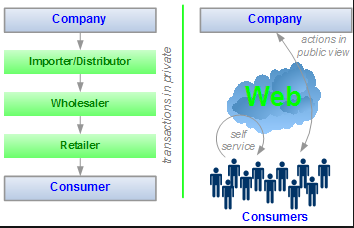 Company
Importer/Distributor
Wholesaler
Retailer
Consumer
transactions in private
Company
actions in
public view
Web
self
service
Consumers